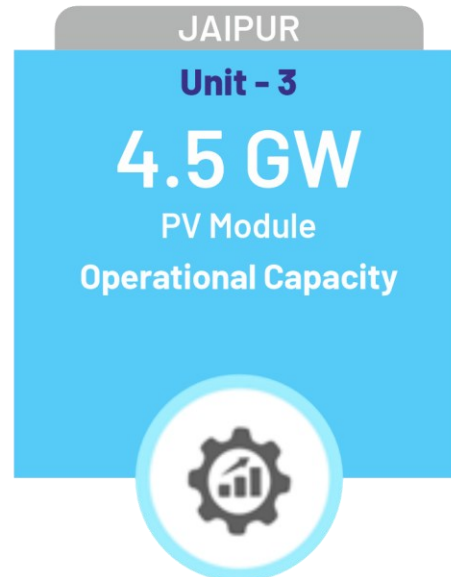 JAIPUR
Unit - 3
4.5 GW
PV Module
Operational Capacity